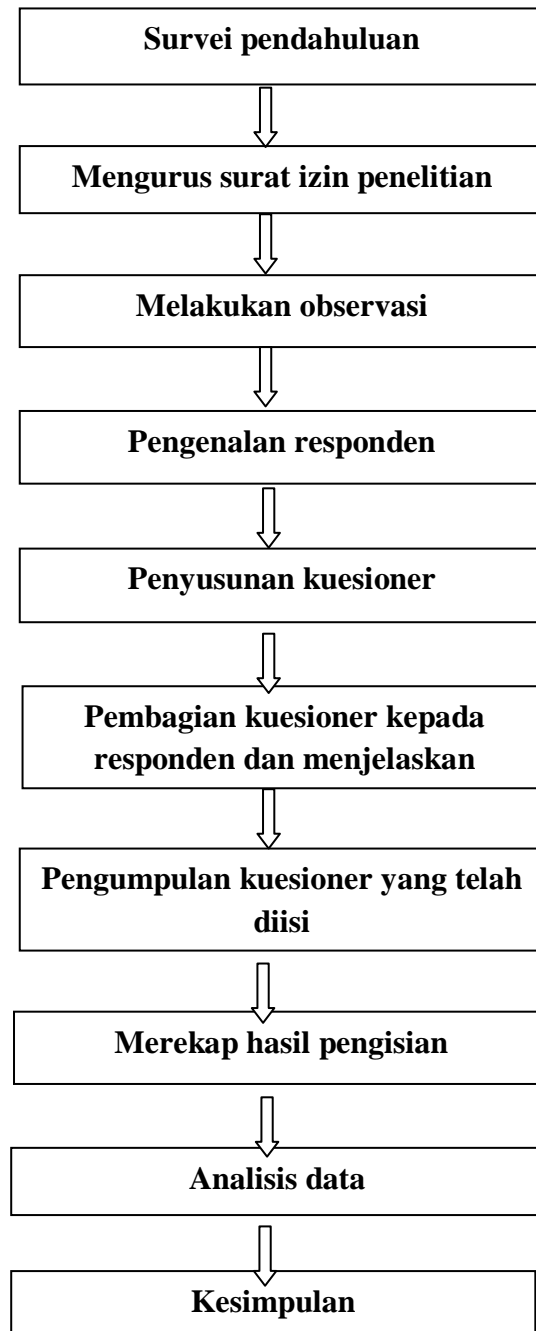 Survei pendahuluan
Mengurus surat izin penelitian
Melakukan observasi
Pengenalan responden
Penyusunan kuesioner
Pembagian kuesioner kepada
responden dan menjelaskan
Pengumpulan kuesioner yang telah
diisi
Merekap hasil pengisian
Analisis data
Kesimpulan